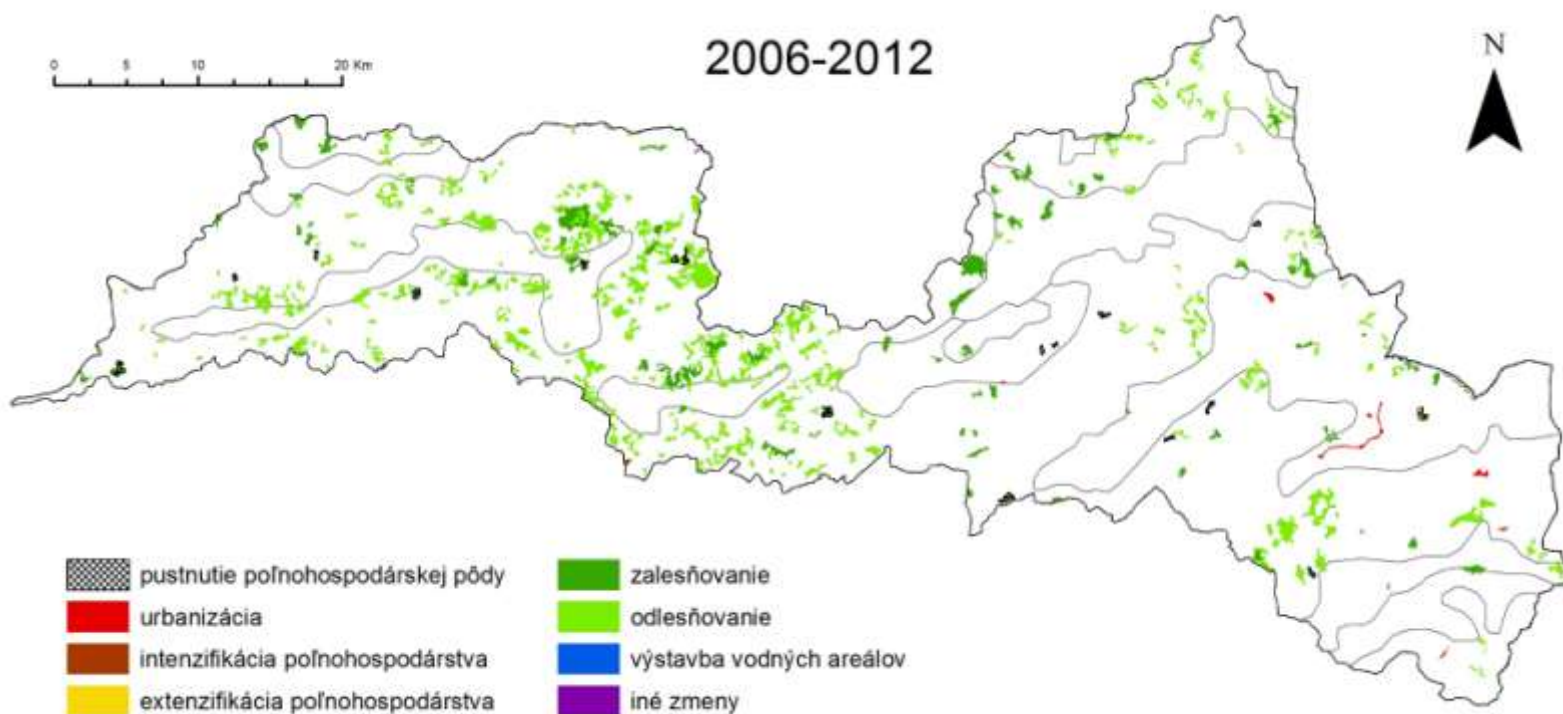 2006-2012
N
0 5 10 20 Km
pustnutie poľnohospodárskej pôdy
urbanizácia
intenzifikácia poľnohospodárstva
extenzifikácia poľnohospodárstva
zalesňovanie
odlesňovanie
výstavba vodných areálov
iné zmeny